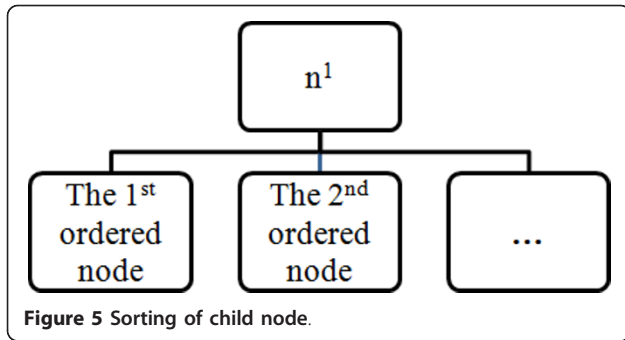 n¹
The 1st
ordered
node
The 2nd
ordered
node
...
Figure 5 Sorting of child node.